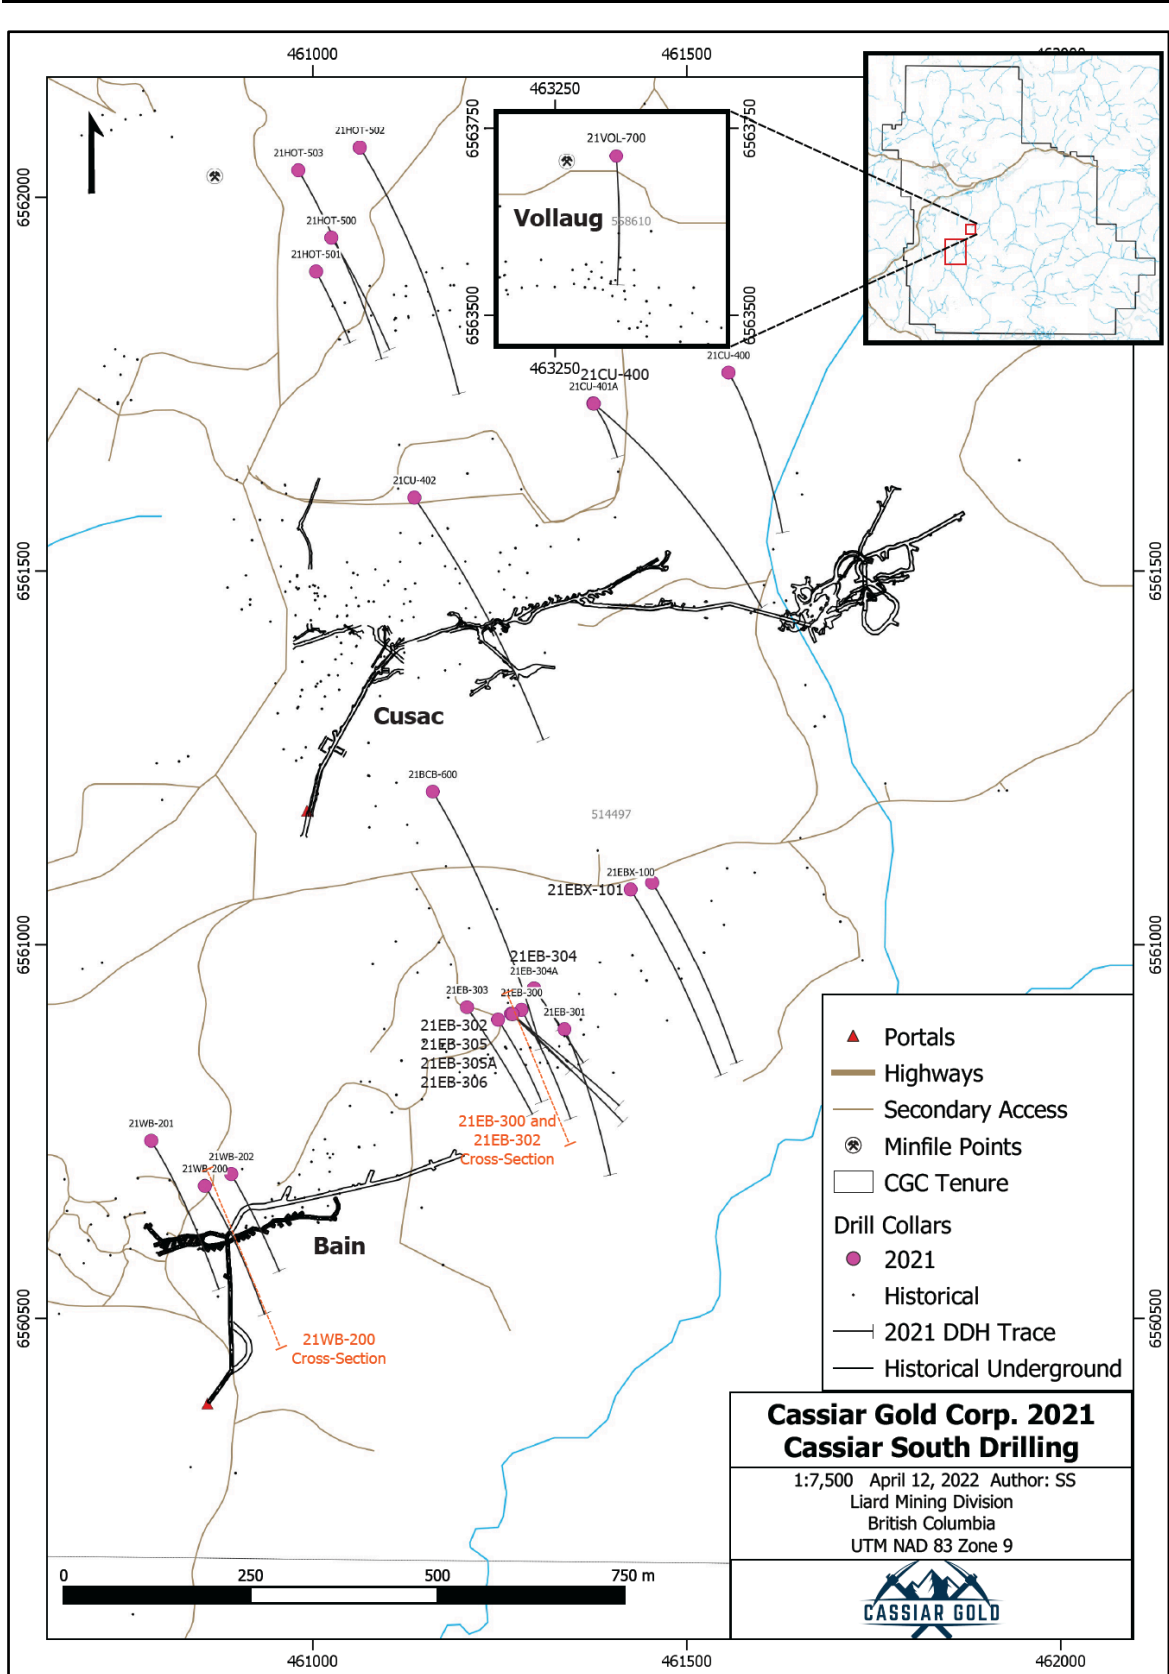 461000
461500
462000
463250
6563750
6563750
21VOL-700
Vollaug
558610
6563500
6563500
463250
21HOT-502
21HOT-503
21HOT-500
21HOT-501
6562000
21CU-400
21CU-400
21CU-401A
21CU-402
6561500
6561500
Cusac
21BCB-600
514497
21EBX-100
21EBX-101
6561000
6561000
21EB-304
21EB-304A
21EB-303
21EB-300
21EB-301
21EB-302
21EB-305
21EB-305A
21EB-306
21EB-300 and
21EB-302
Cross-Section
21WB-201
21WB-202
21WB-200
Bain
21WB-200
Cross-Section
6560500
6560500
Portals
Highways
Secondary Access
Minfile Points
CGC Tenure
Drill Collars
2021
Historical
2021 DDH Trace
Historical Underground
Cassiar Gold Corp. 2021
Cassiar South Drilling
1:7,500 April 12, 2022 Author: SS
Liard Mining Division
British Columbia
UTM NAD 83 Zone 9
CASSIAR GOLD
0 250 500 750 m
461000
461500
462000